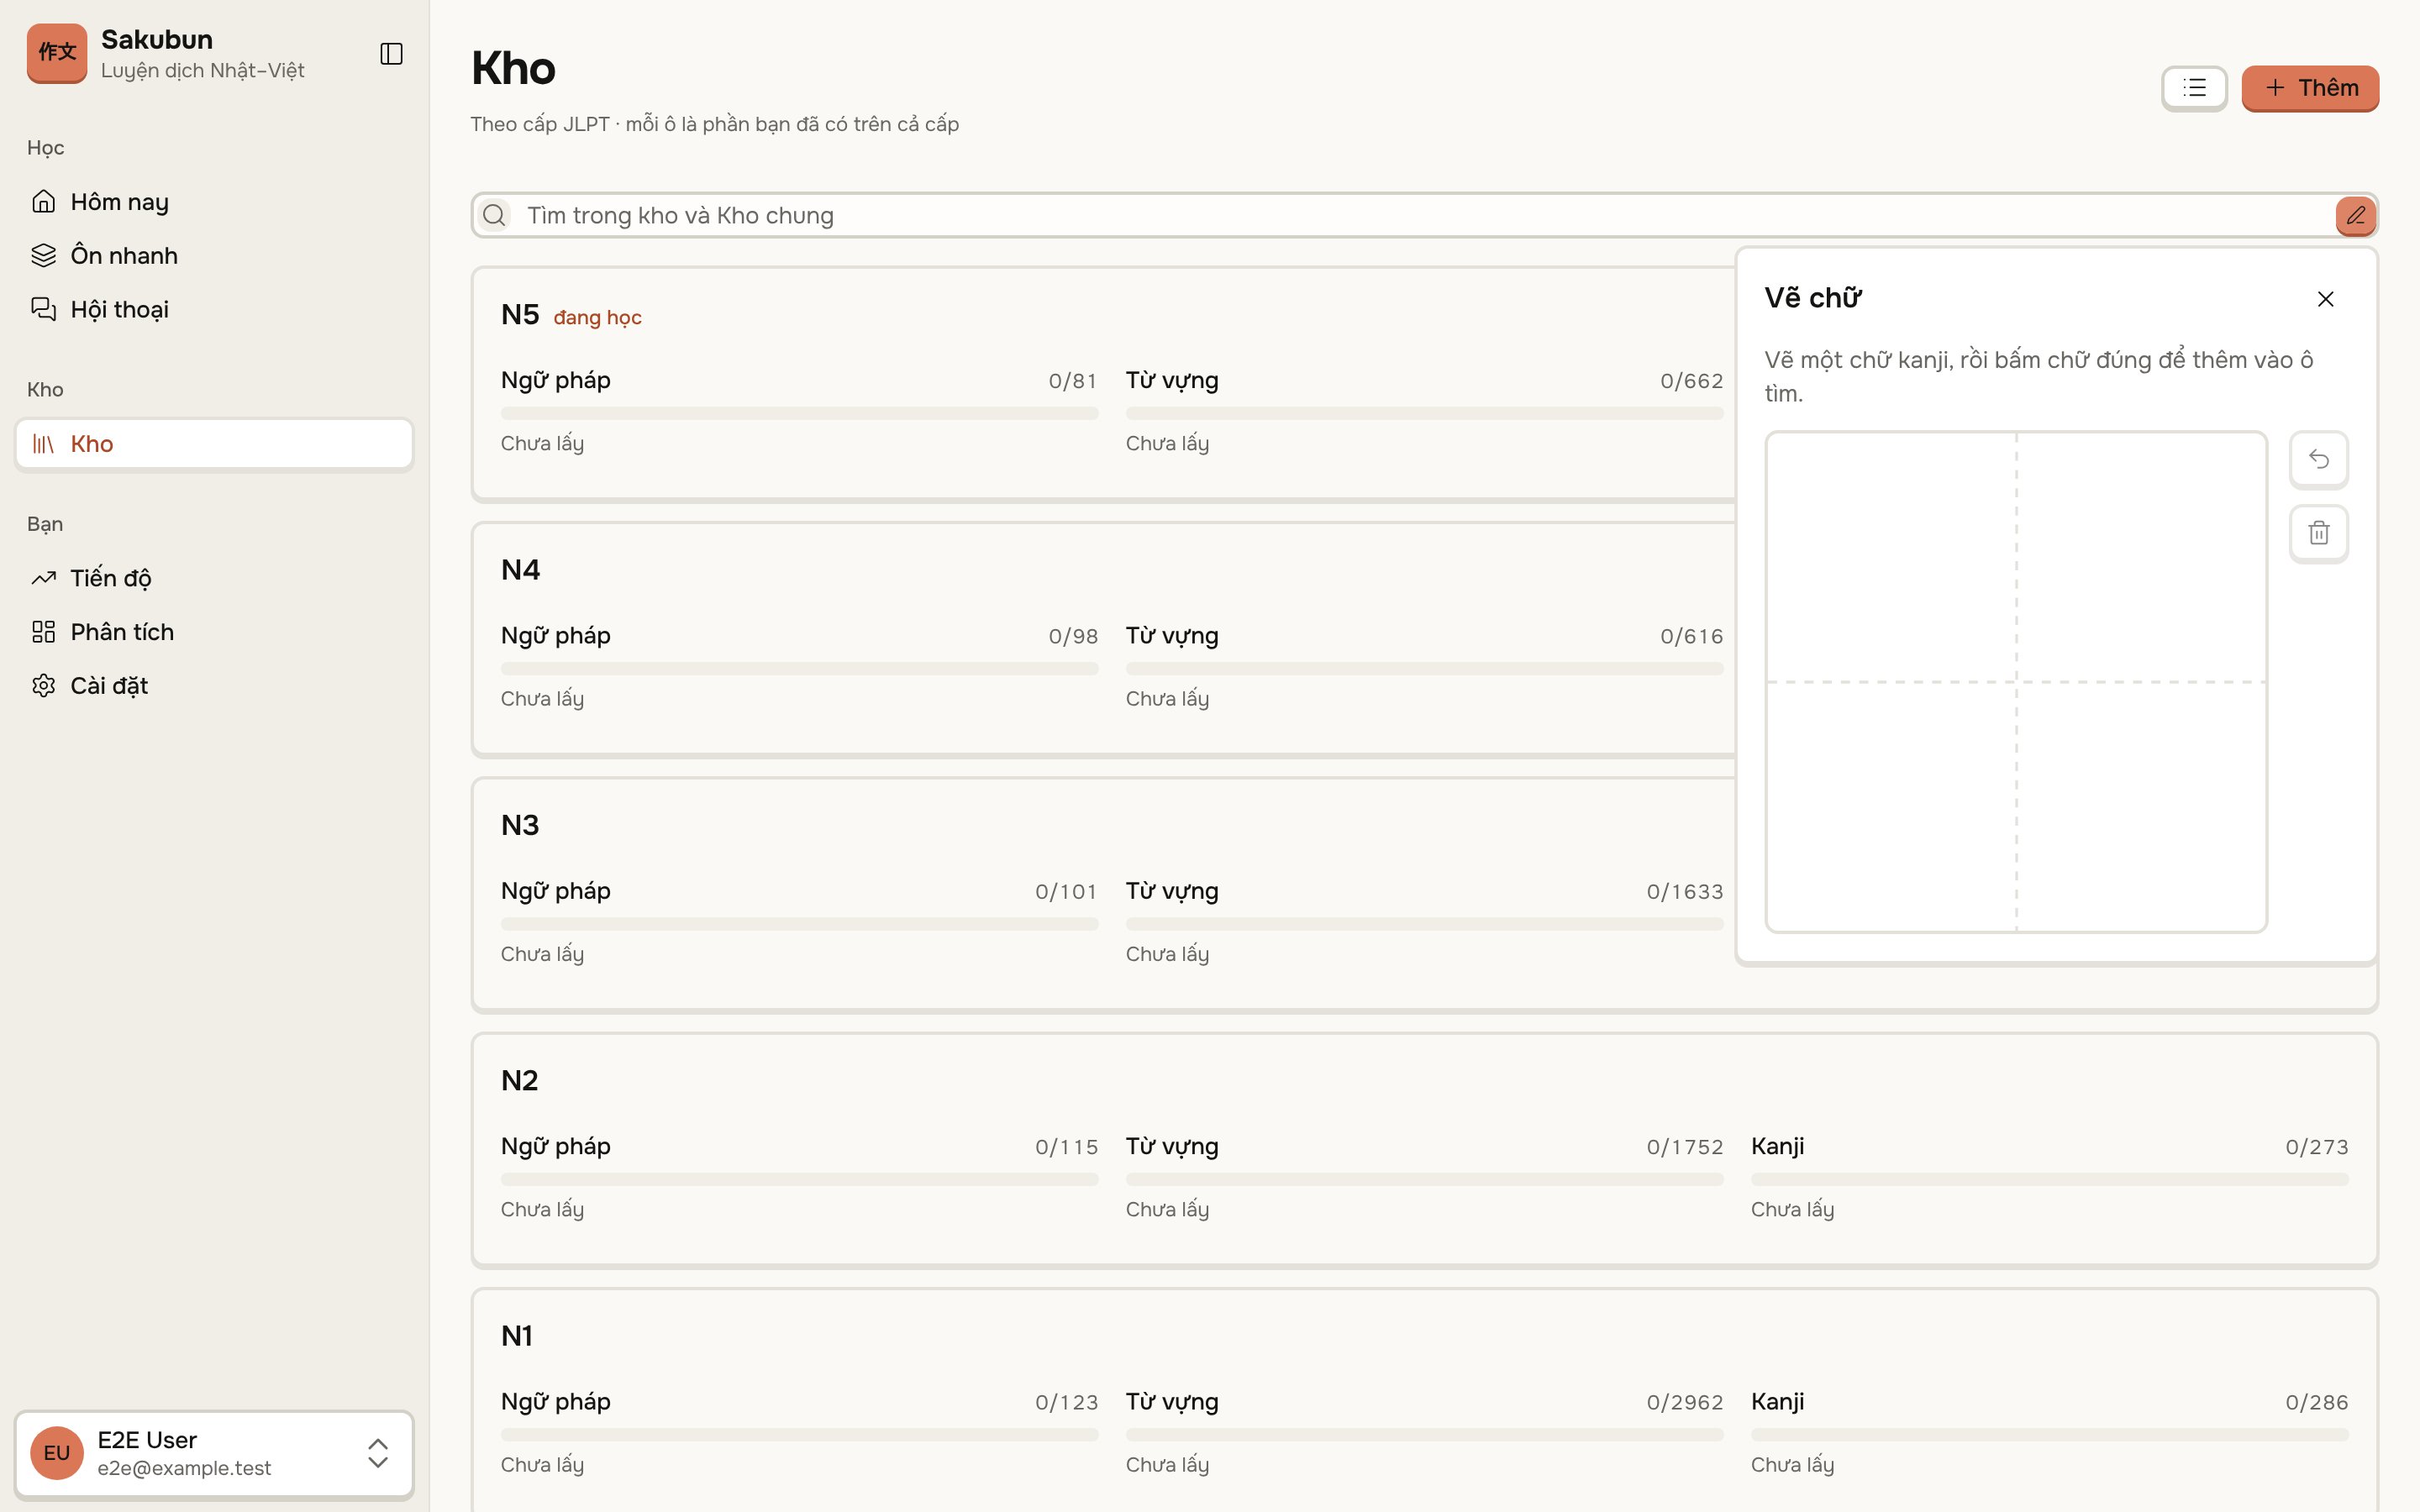 作文
Sakubun
Luyện dịch Nhật–Việt
Học
Hôm nay
Ôn nhanh
Hội thoại
Kho
Kho
Bạn
Tiến độ
Phân tích
Cài đặt
EU
E2E User
e2e@example.test
Kho
Theo cấp JLPT · mỗi ô là phần bạn đã có trên cả cấp
Thêm
Tìm trong kho và Kho chung
N5 đang học
Ngữ pháp 0/81 Từ vựng 0/662
Chưa lấy Chưa lấy
N4
Ngữ pháp 0/98 Từ vựng 0/616
Chưa lấy Chưa lấy
N3
Ngữ pháp 0/101 Từ vựng 0/1633
Chưa lấy Chưa lấy
Vẽ chữ
Vẽ một chữ kanji, rồi bấm chữ đúng để thêm vào ô
tìm.
N2
Ngữ pháp 0/115 Từ vựng 0/1752 Kanji 0/273
Chưa lấy Chưa lấy Chưa lấy
N1
Ngữ pháp 0/123 Từ vựng 0/2962 Kanji 0/286
Chưa lấy Chưa lấy Chưa lấy